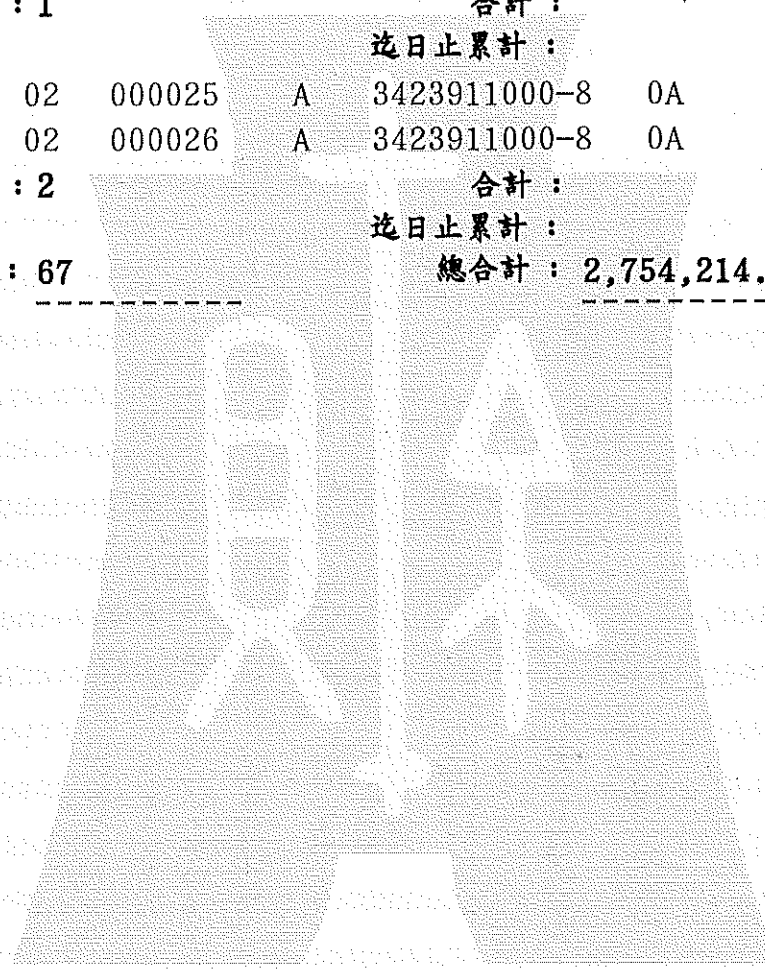 : 1 合計：
迄日止累計：
02 000025 A 3423911000-8 0A
02 000026 A 3423911000-8 0A
: 2 合計：
迄日止累計：
: 67 總合計：2,754,214.